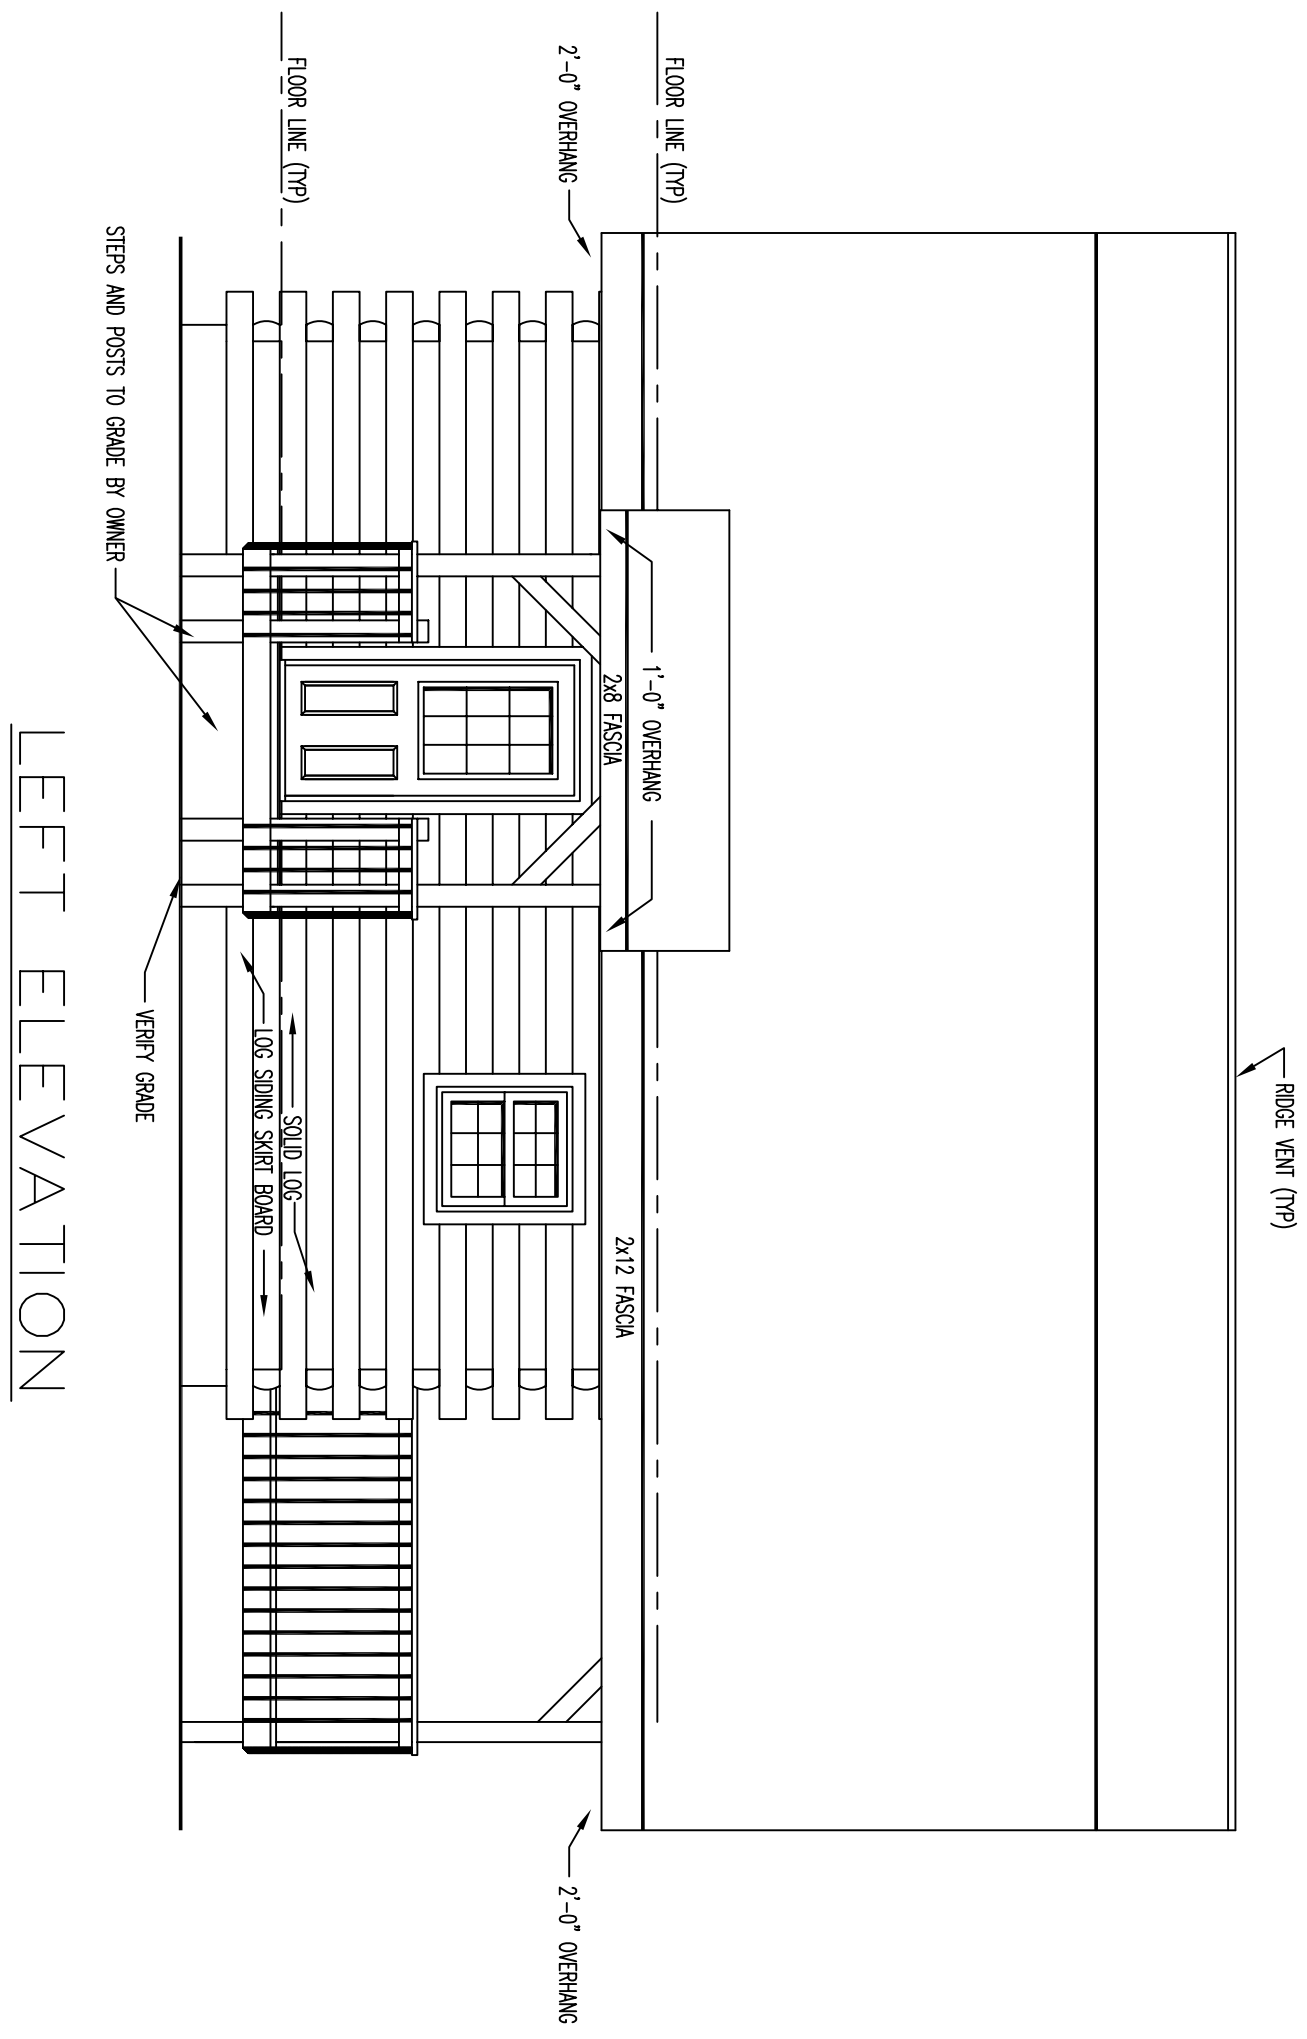 RIDGE VENT (TYP)
FLOOR LINE (TYP)
1'-0" OVERHANG
2x8 FASCIA
2x12 FASCIA
2'-0" OVERHANG
2'-0" OVERHANG
FLOOR LINE (TYP)
SOLID LOG
LOG SIDING SKIRT BOARD
VERIFY GRADE
STEPS AND POSTS TO GRADE BY OWNER
LEFT ELEVATION